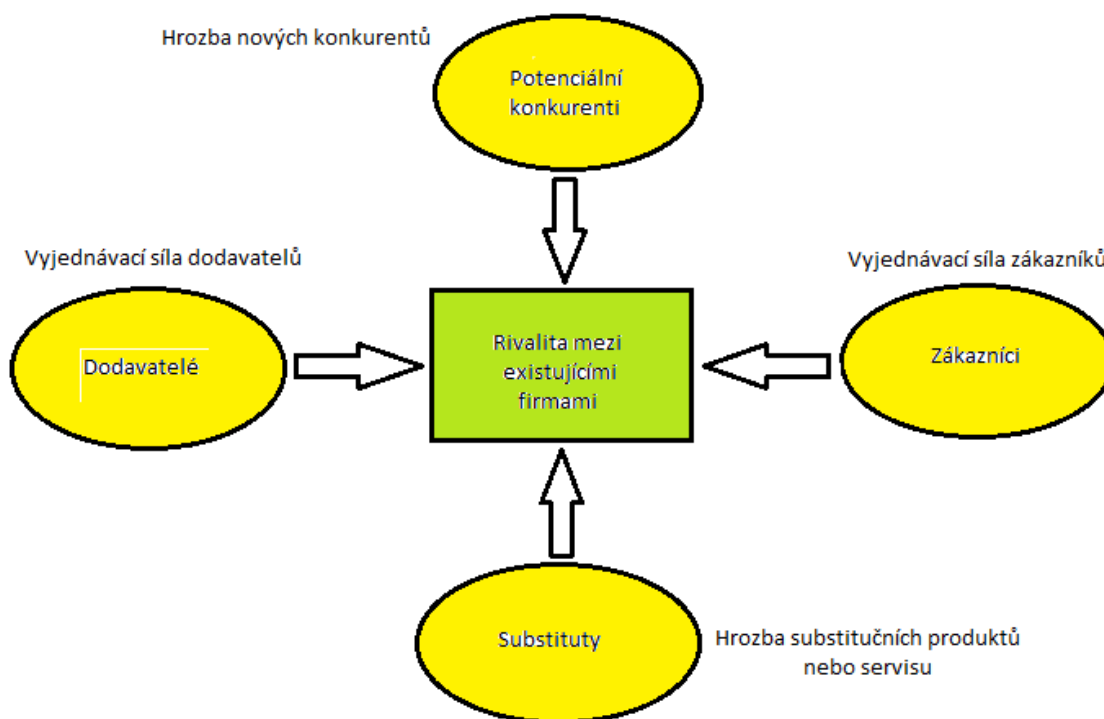 Hrozba nových konkurentů
Potenciální
konkurenti
Vyjednávací síla dodavatelů
Vyjednávací síla zákazníků
Dodavatelé
Rivalita mezi
existujícími
firmami
Zákazníci
Substituty
Hrozba substitučních produktů
nebo servisu